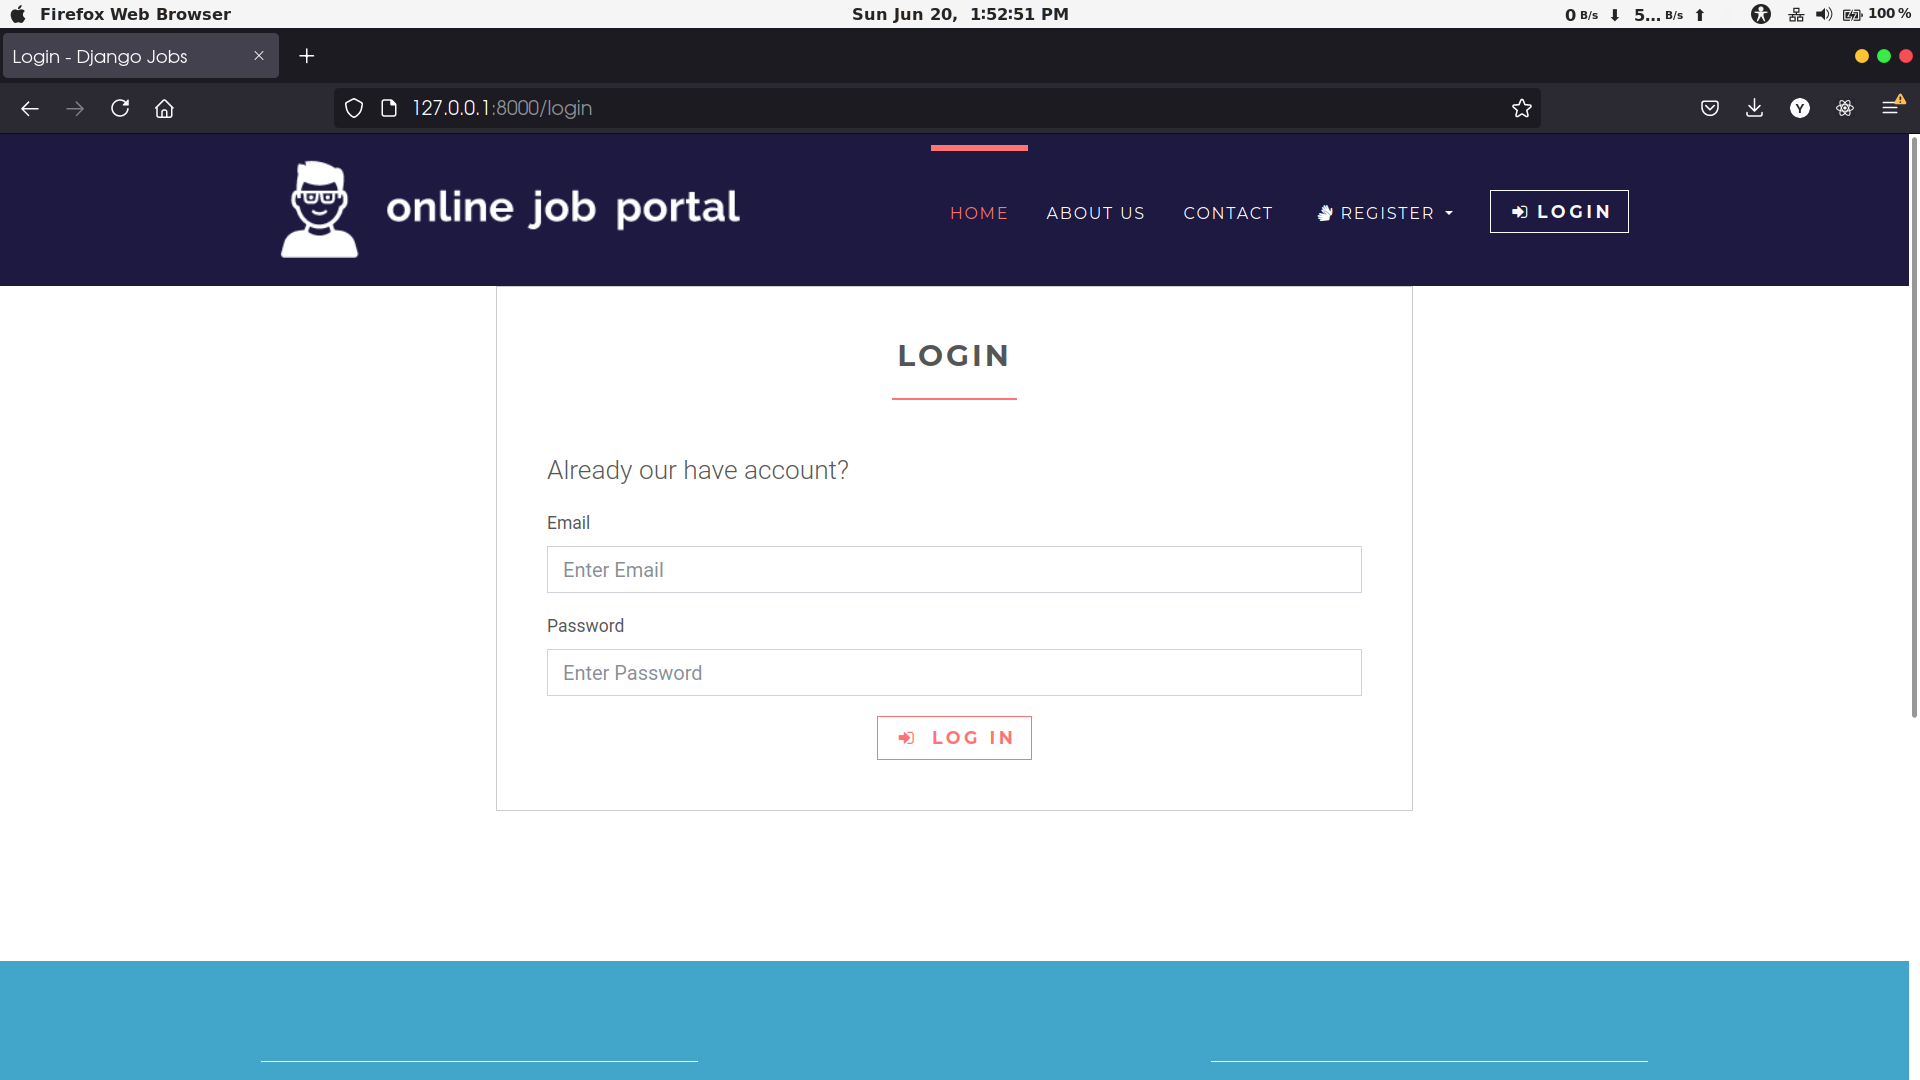 Firefox Web Browser
Sun Jun 20, 1:52:51 PM
0 B/s ⬇ 5... B/s ⬆
100 %
Login - Django Jobs
127.0.0.1:8000/login
Y
online job portal
HOME
ABOUT US
CONTACT
REGISTER
LOGIN
LOGIN
Already our have account?
Email
Enter Email
Password
Enter Password
LOG IN